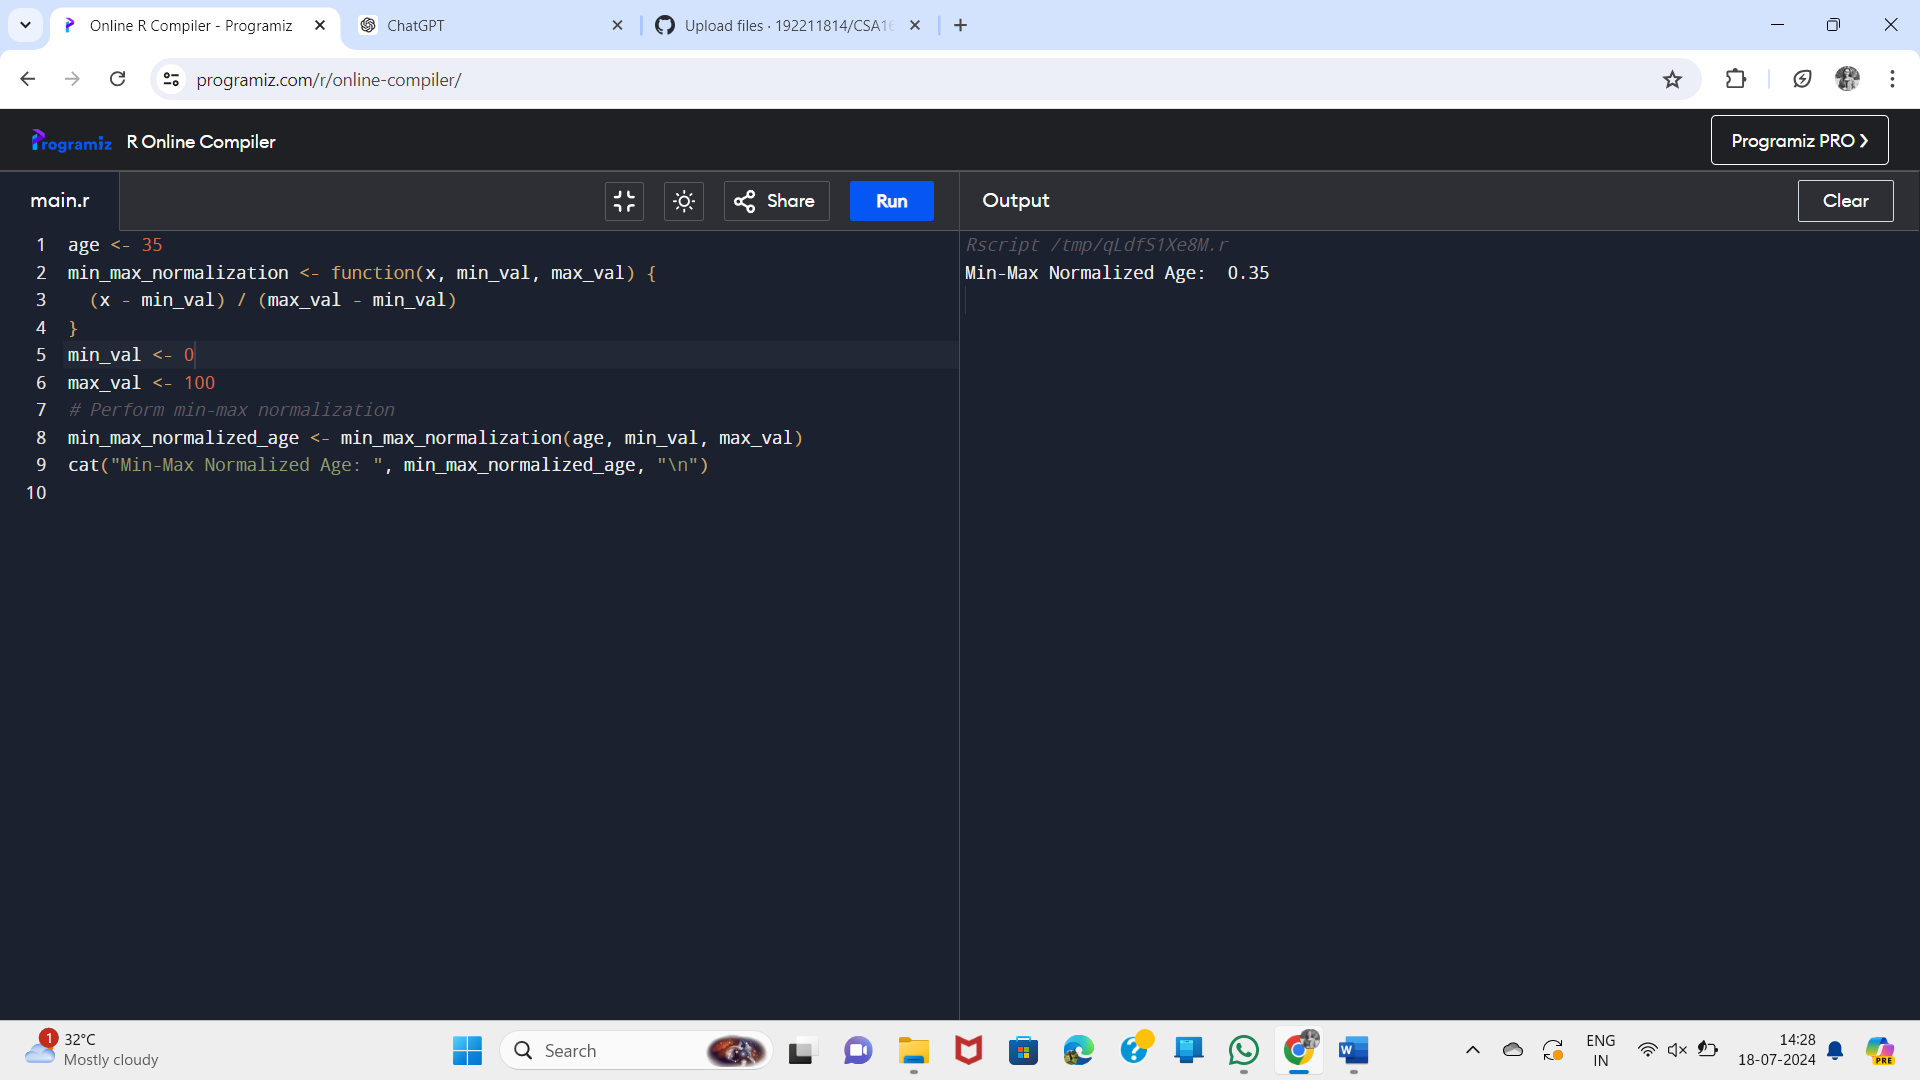 Online R Compiler - Programiz
ChatGPT
Upload files · 192211814/CSA16
programiz.com/r/online-compiler/
Programiz R Online Compiler
Programiz PRO
main.r
Share
Run
Output
Clear
1 age <- 35
2 min_max_normalization <- function(x, min_val, max_val) {
3   (x - min_val) / (max_val - min_val)
4 }
5 min_val <- 0
6 max_val <- 100
7 # Perform min-max normalization
8 min_max_normalized_age <- min_max_normalization(age, min_val, max_val)
9 cat("Min-Max Normalized Age: ", min_max_normalized_age, "\n")
10
Rscript /tmp/qLdfS1Xe8M.r
Min-Max Normalized Age:  0.35
1
32°C
Mostly cloudy
Search
ENG
IN
14:28
18-07-2024
PRE